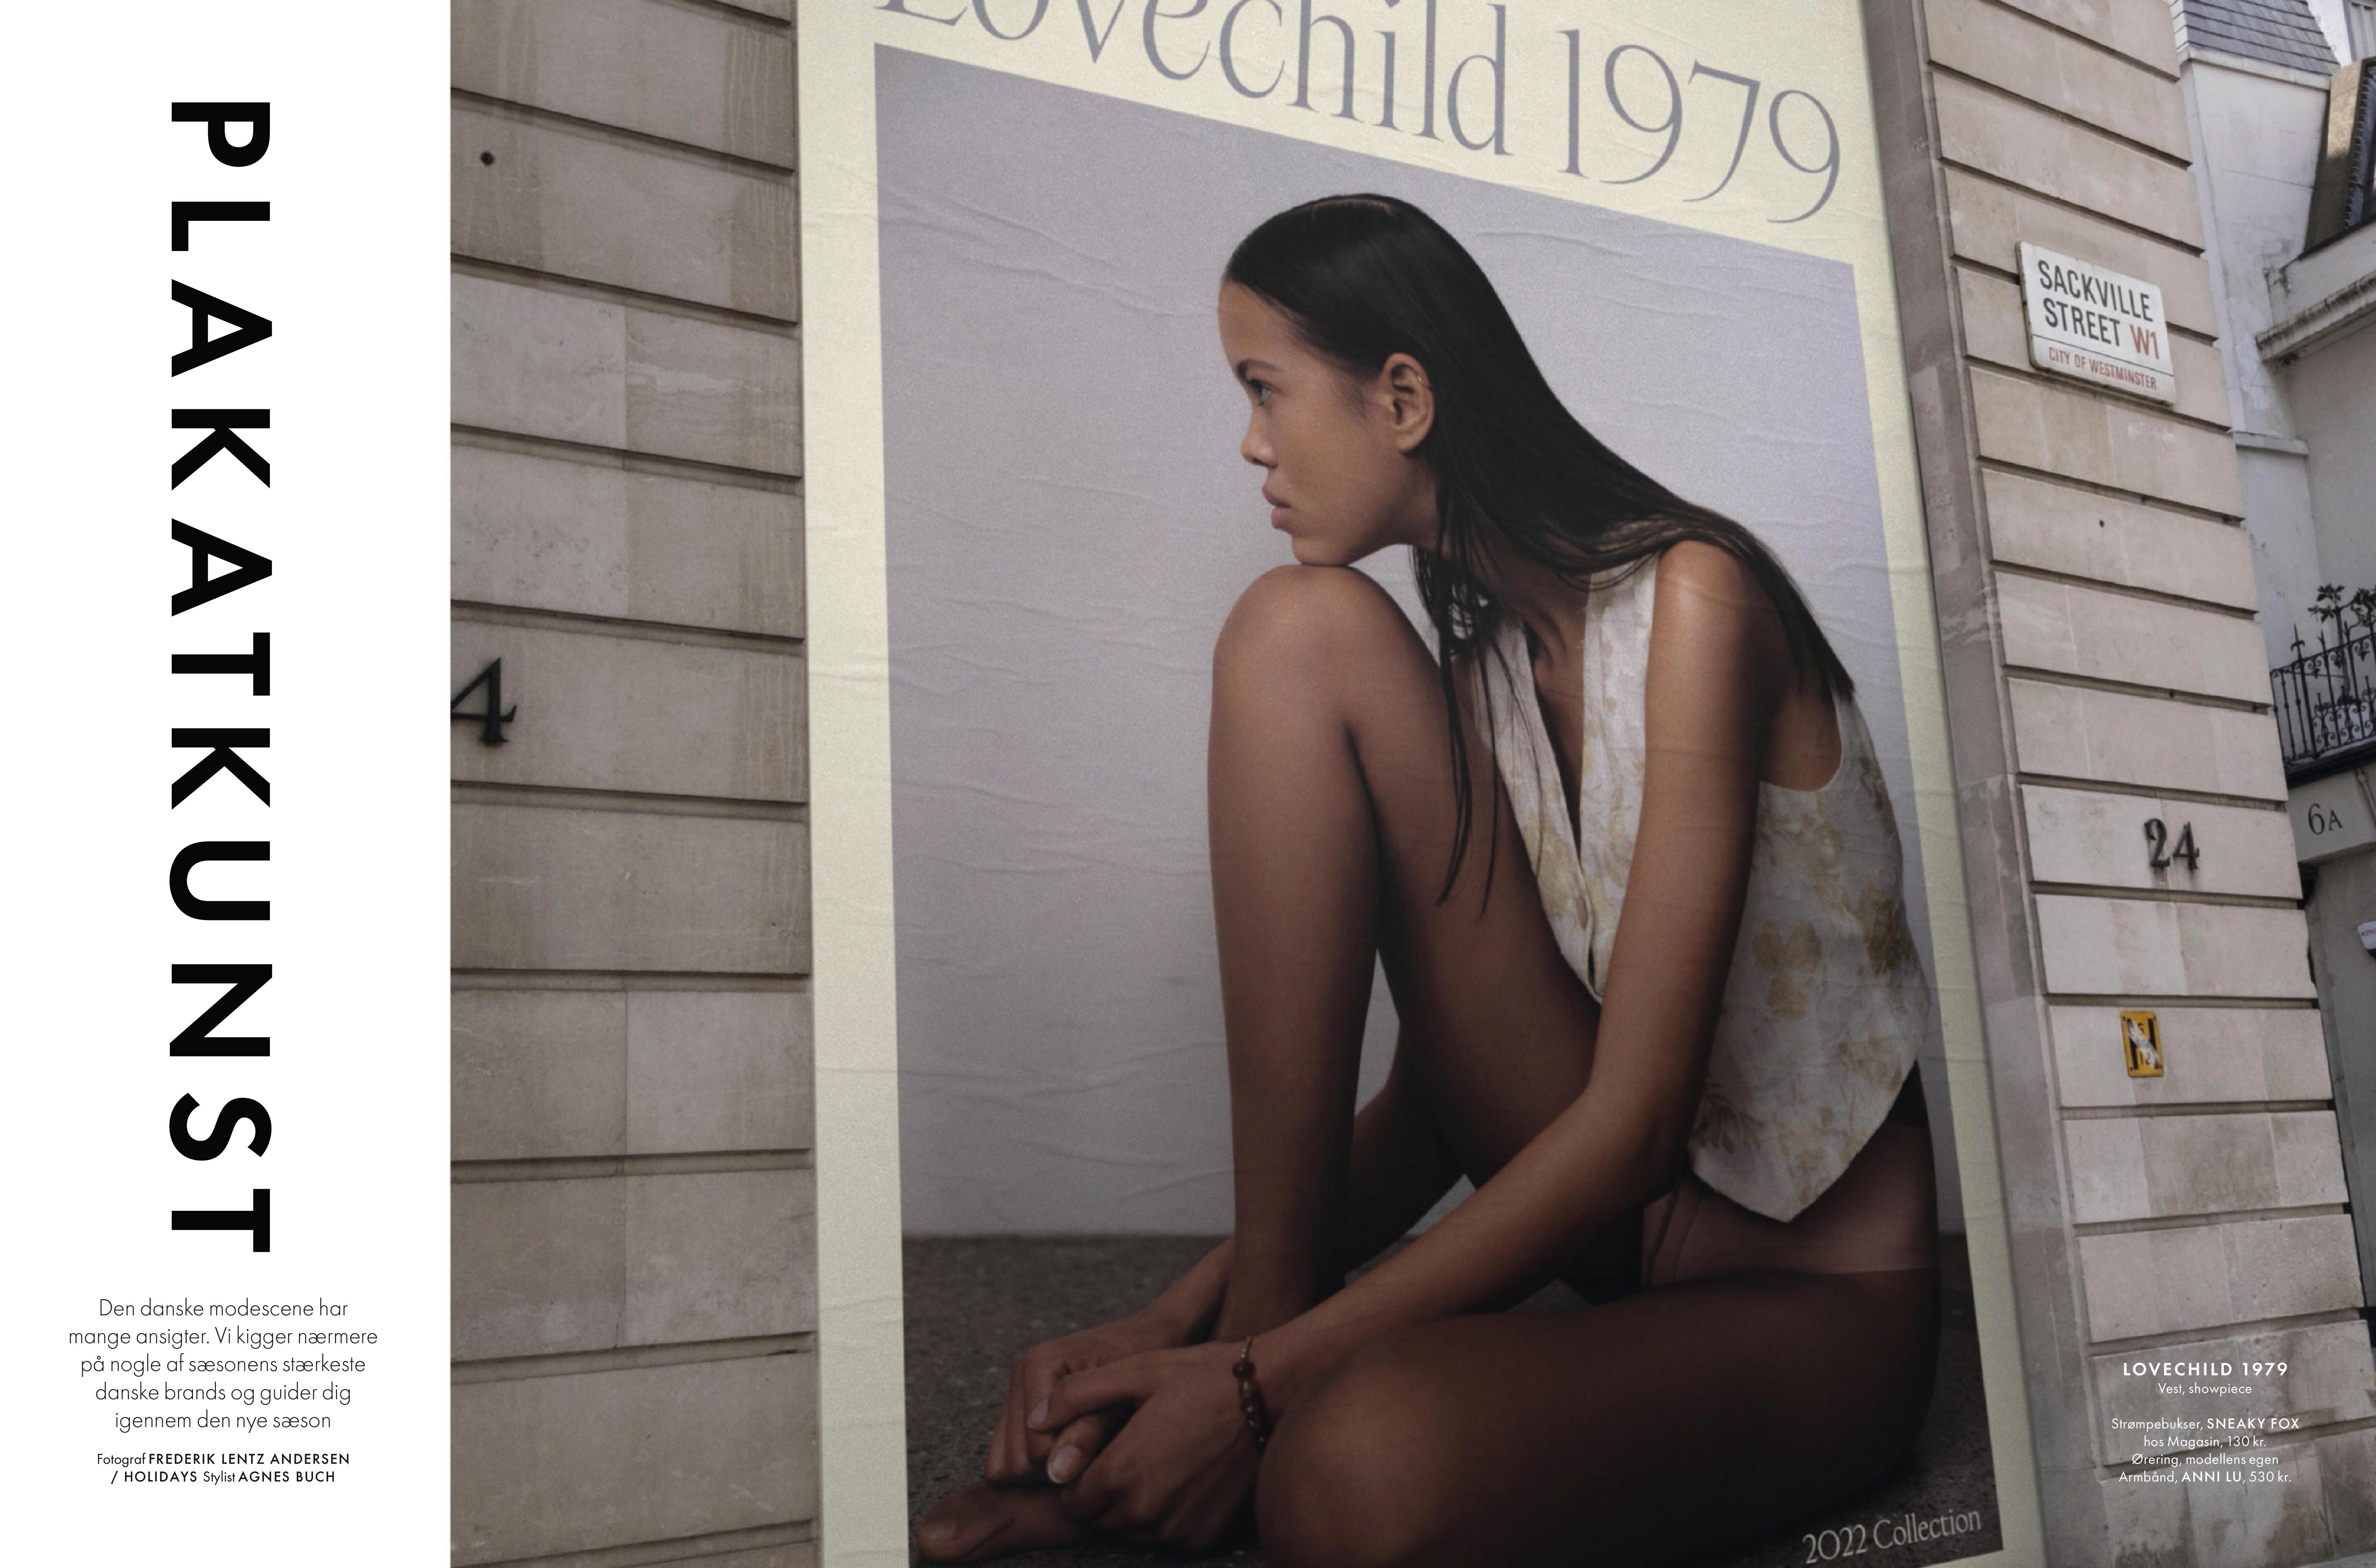 PLAKATKUNST
Den danske modescene har
mange ansigter. Vi kigger nærmere
på nogle af sæsonens stærkeste
danske brands og guider dig
igennem den nye sæson
Fotograf FREDERIK LENTZ ANDERSEN
/ HOLIDAYS Stylist AGNES BUCH
4
Lovechild 1979
2022 Collection
SACKVILLE
STREET W1
CITY OF WESTMINSTER
24
6A
H
LOVECHILD 1979
Vest, showpiece
Strømpebukser, SNEAKY FOX
hos Magasin, 130 kr.
Ørering, modellens egen
Armbånd, ANNI LU, 530 kr.